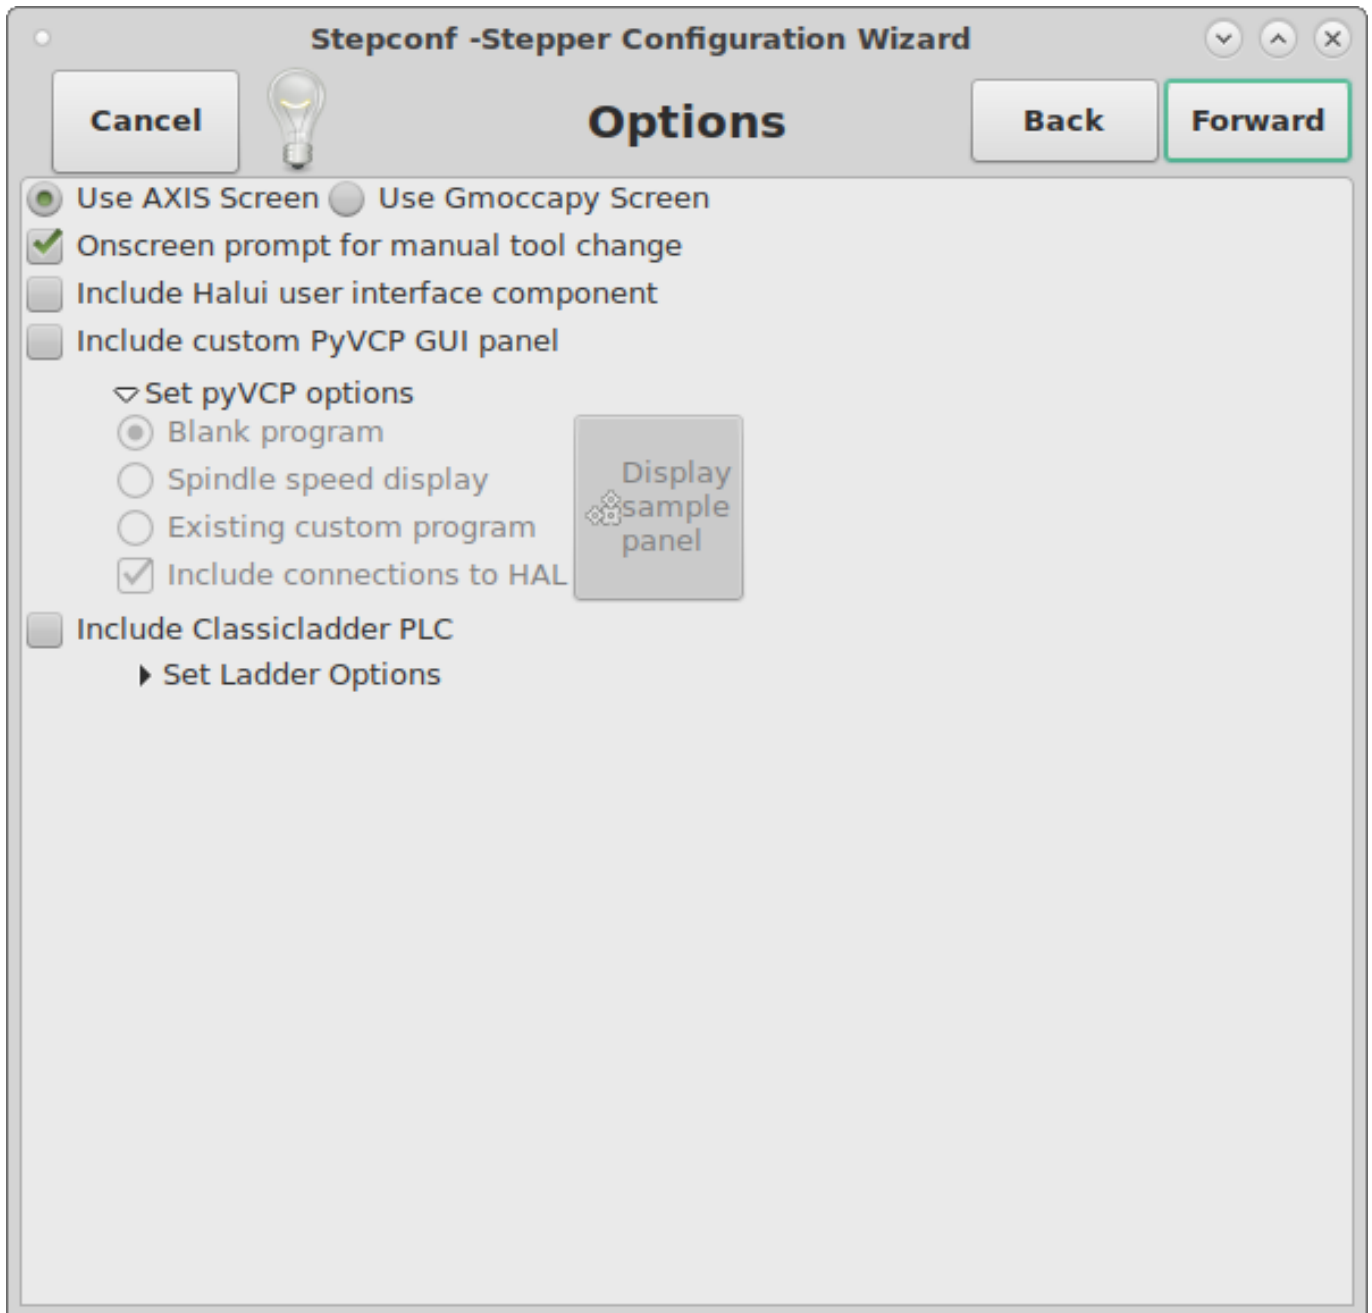 Stepconf -Stepper Configuration Wizard
Cancel
Options
Back
Forward
Use AXIS Screen
Use Gmoccapy Screen
Onscreen prompt for manual tool change
Include Halui user interface component
Include custom PyVCP GUI panel
Set pyVCP options
Blank program
Spindle speed display
Existing custom program
Include connections to HAL
Display
sample
panel
Include Classicladder PLC
Set Ladder Options